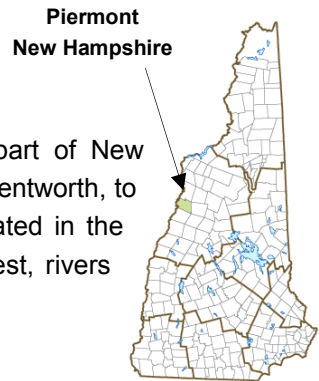 Piermont
New Hampshire
part of New
entworth, to
ated in the
est, rivers